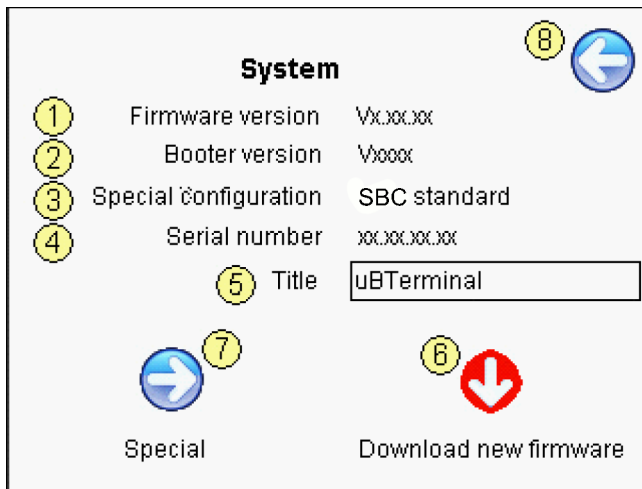 8
System
1 Firmware version Vx.xx.xx
2 Booter version Vxxxx
3 Special configuration SBC standard
4 Serial number xx.xx.xx.xx
5 Title uBTerminal
7 6
Special Download new firmware